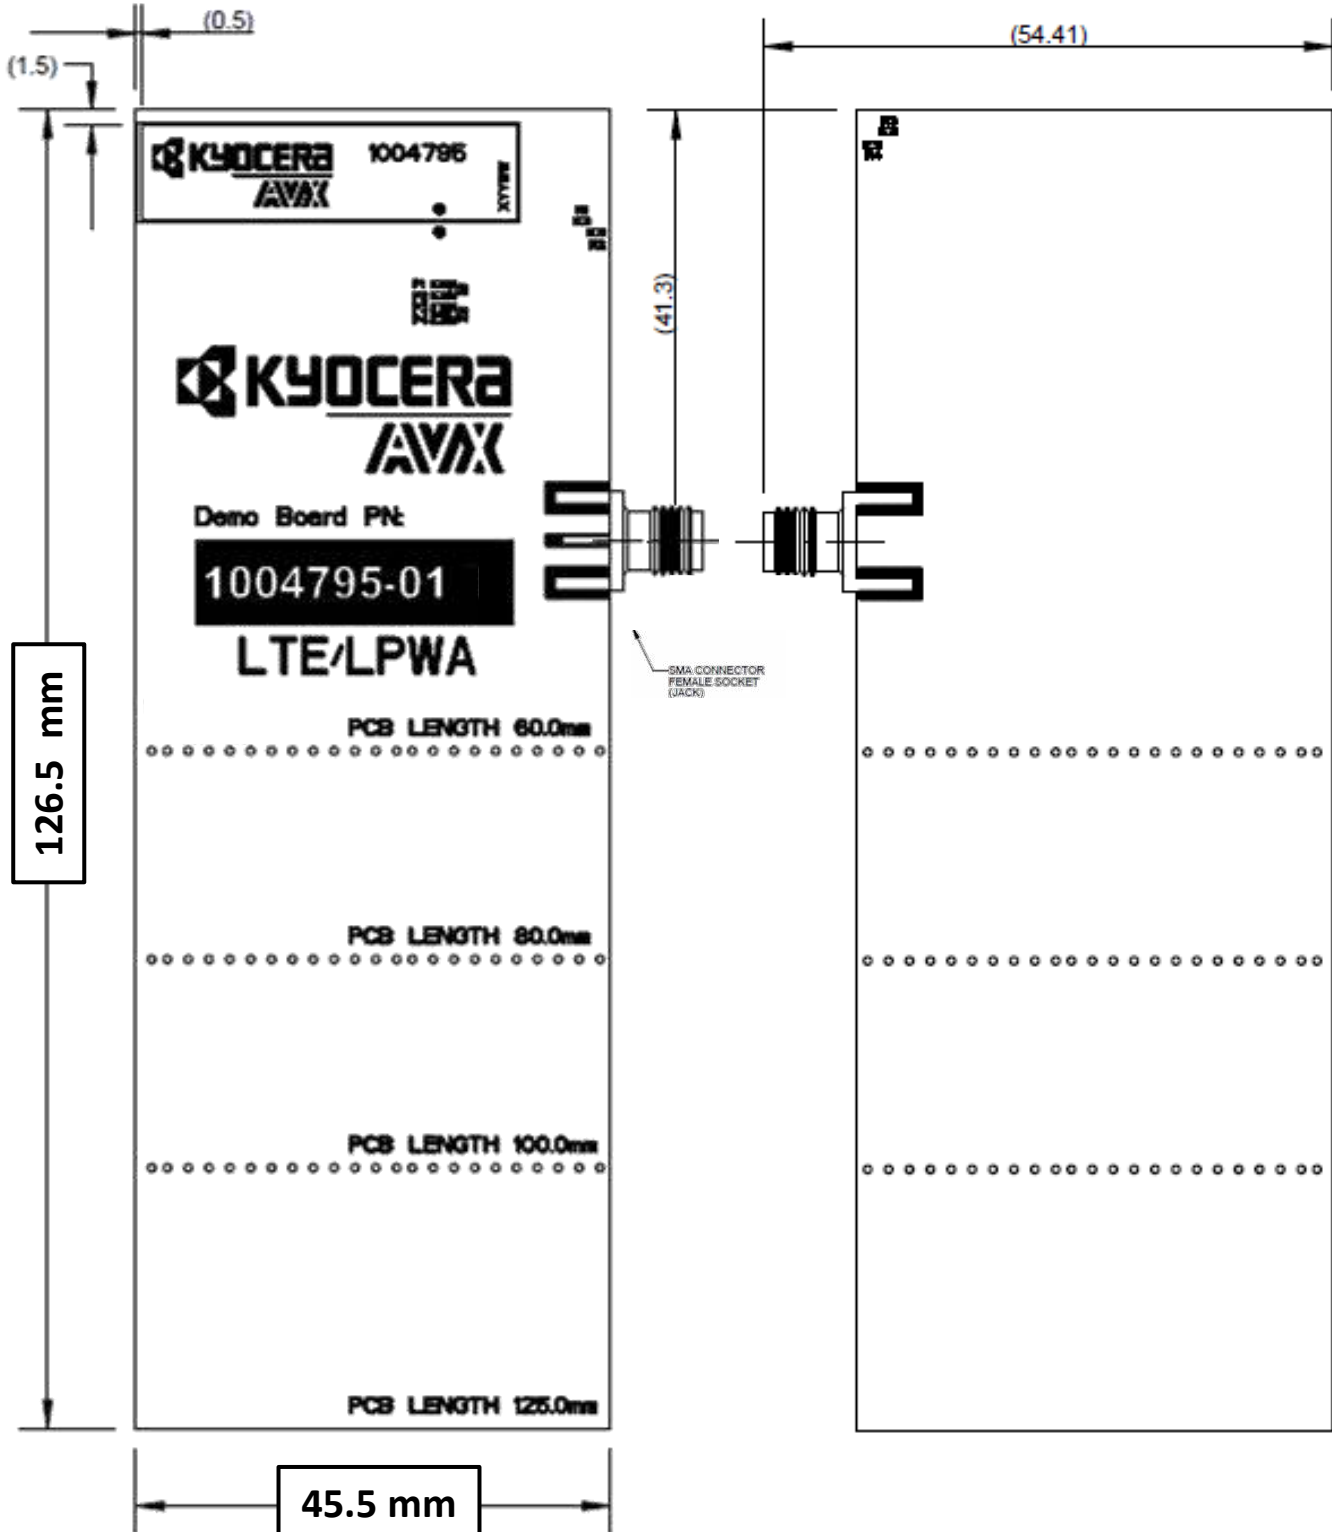 (0.5)
(54.41)
(1.5)
KYOCERA
AVX
1004795
(41.3)
KYOCERA
AVX
Demo Board PN:
1004795-01
LTE/LPWA
SMA CONNECTOR
FEMALE SOCKET
(JACK)
PCB LENGTH 60.0mm
126.5 mm
PCB LENGTH 80.0mm
PCB LENGTH 100.0mm
PCB LENGTH 125.0mm
45.5 mm